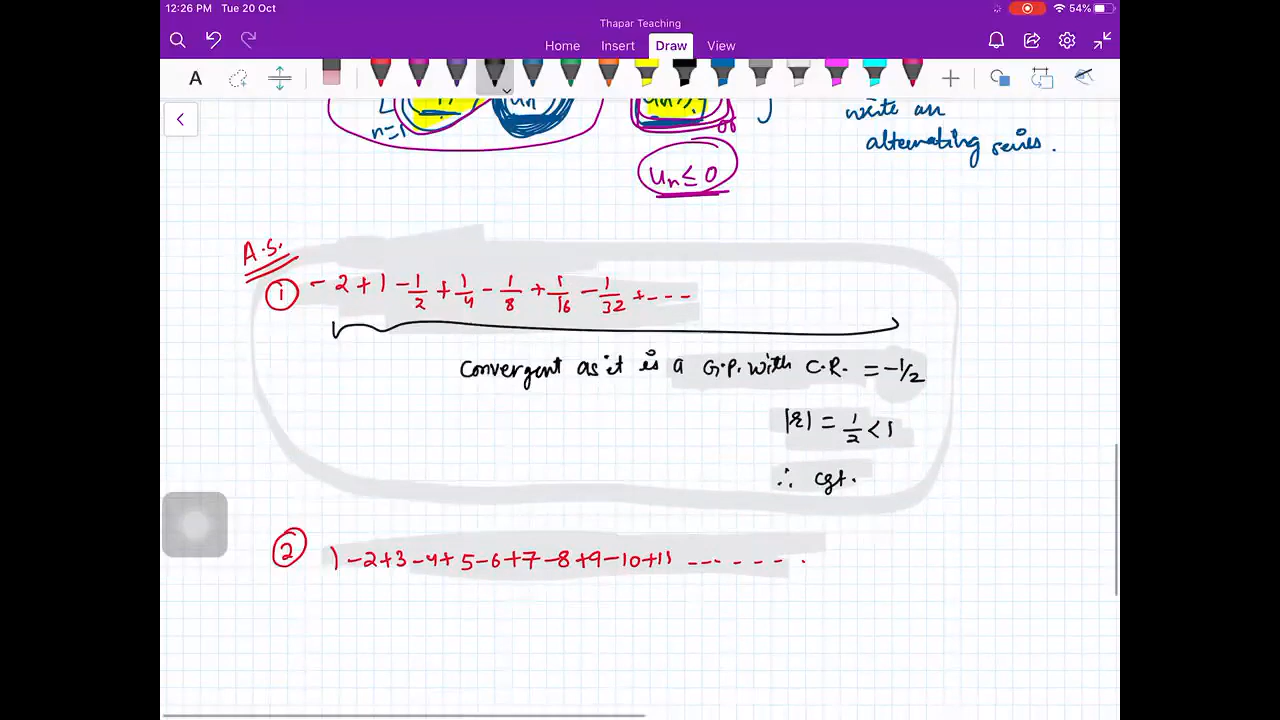 12:26 PM Tue 20 Oct
54%
Thapar Teaching
Home Insert Draw View
A
n=1
un
write an
alternating series.
un ≤ 0
A.S.
① - 2 + 1 - 1/2 + 1/4 - 1/8 + 1/16 - 1/32 + - - -
Convergent as it is a G.P. with C.R. = -1/2
|r| = 1/2 < 1
∴ cgt.
② 1 - 2 + 3 - 4 + 5 - 6 + 7 - 8 + 9 - 10 + 11 - - - - - - .